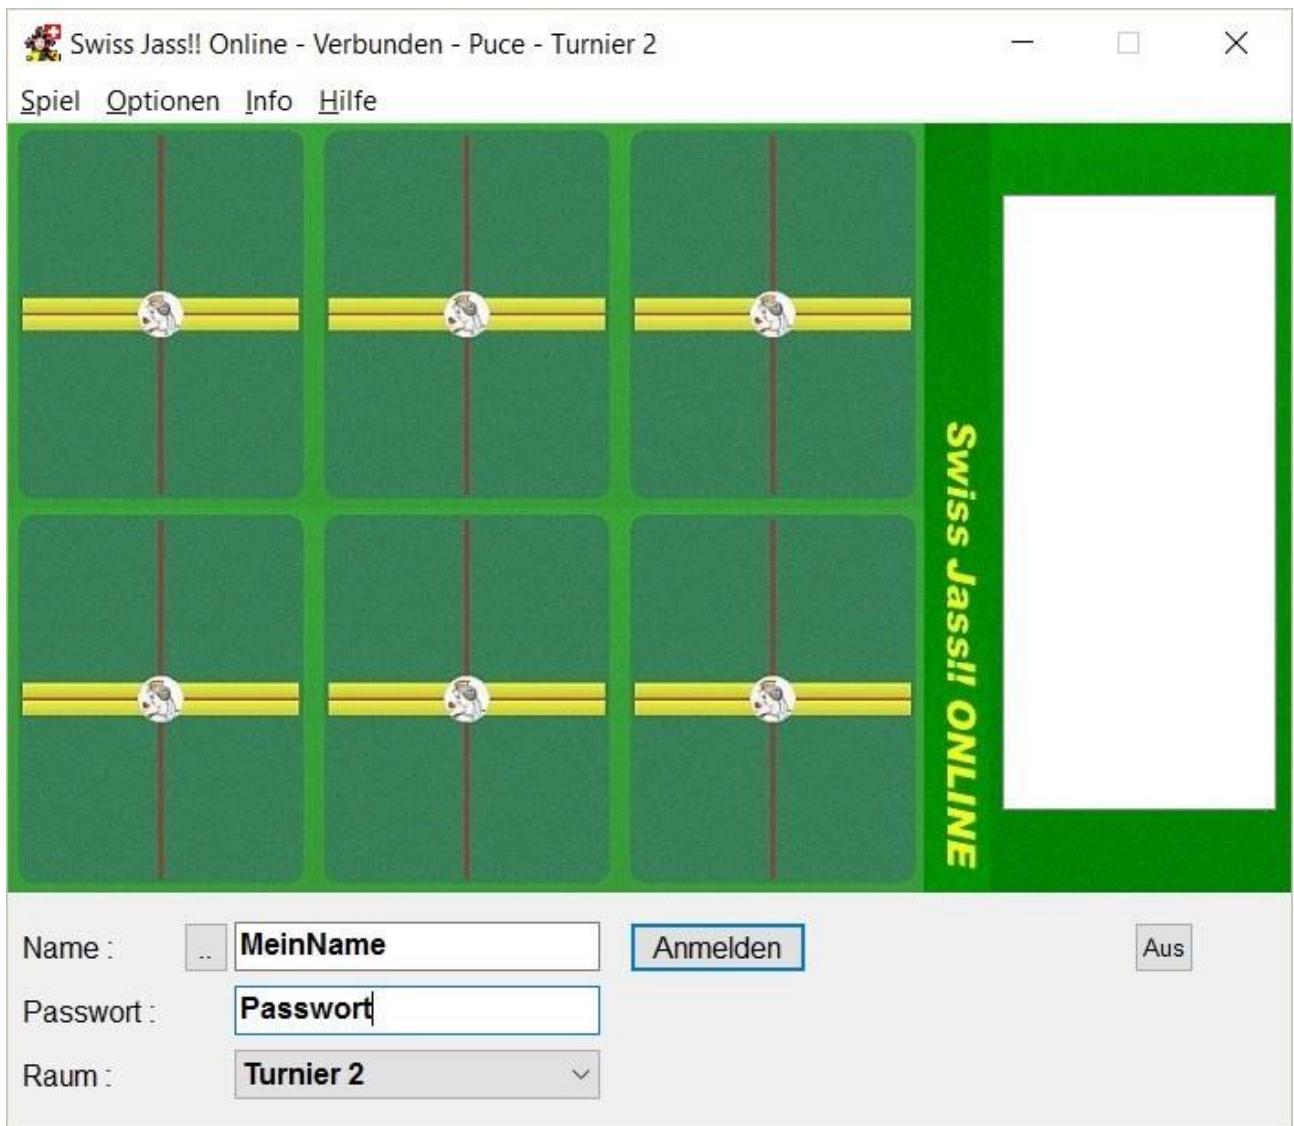 Swiss Jass!! Online - Verbunden - Puce - Turnier 2
Spiel Optionen Info Hilfe
Swiss Jass!! ONLINE
Name : .. MeinName Anmelden Aus
Passwort : Passwort
Raum : Turnier 2